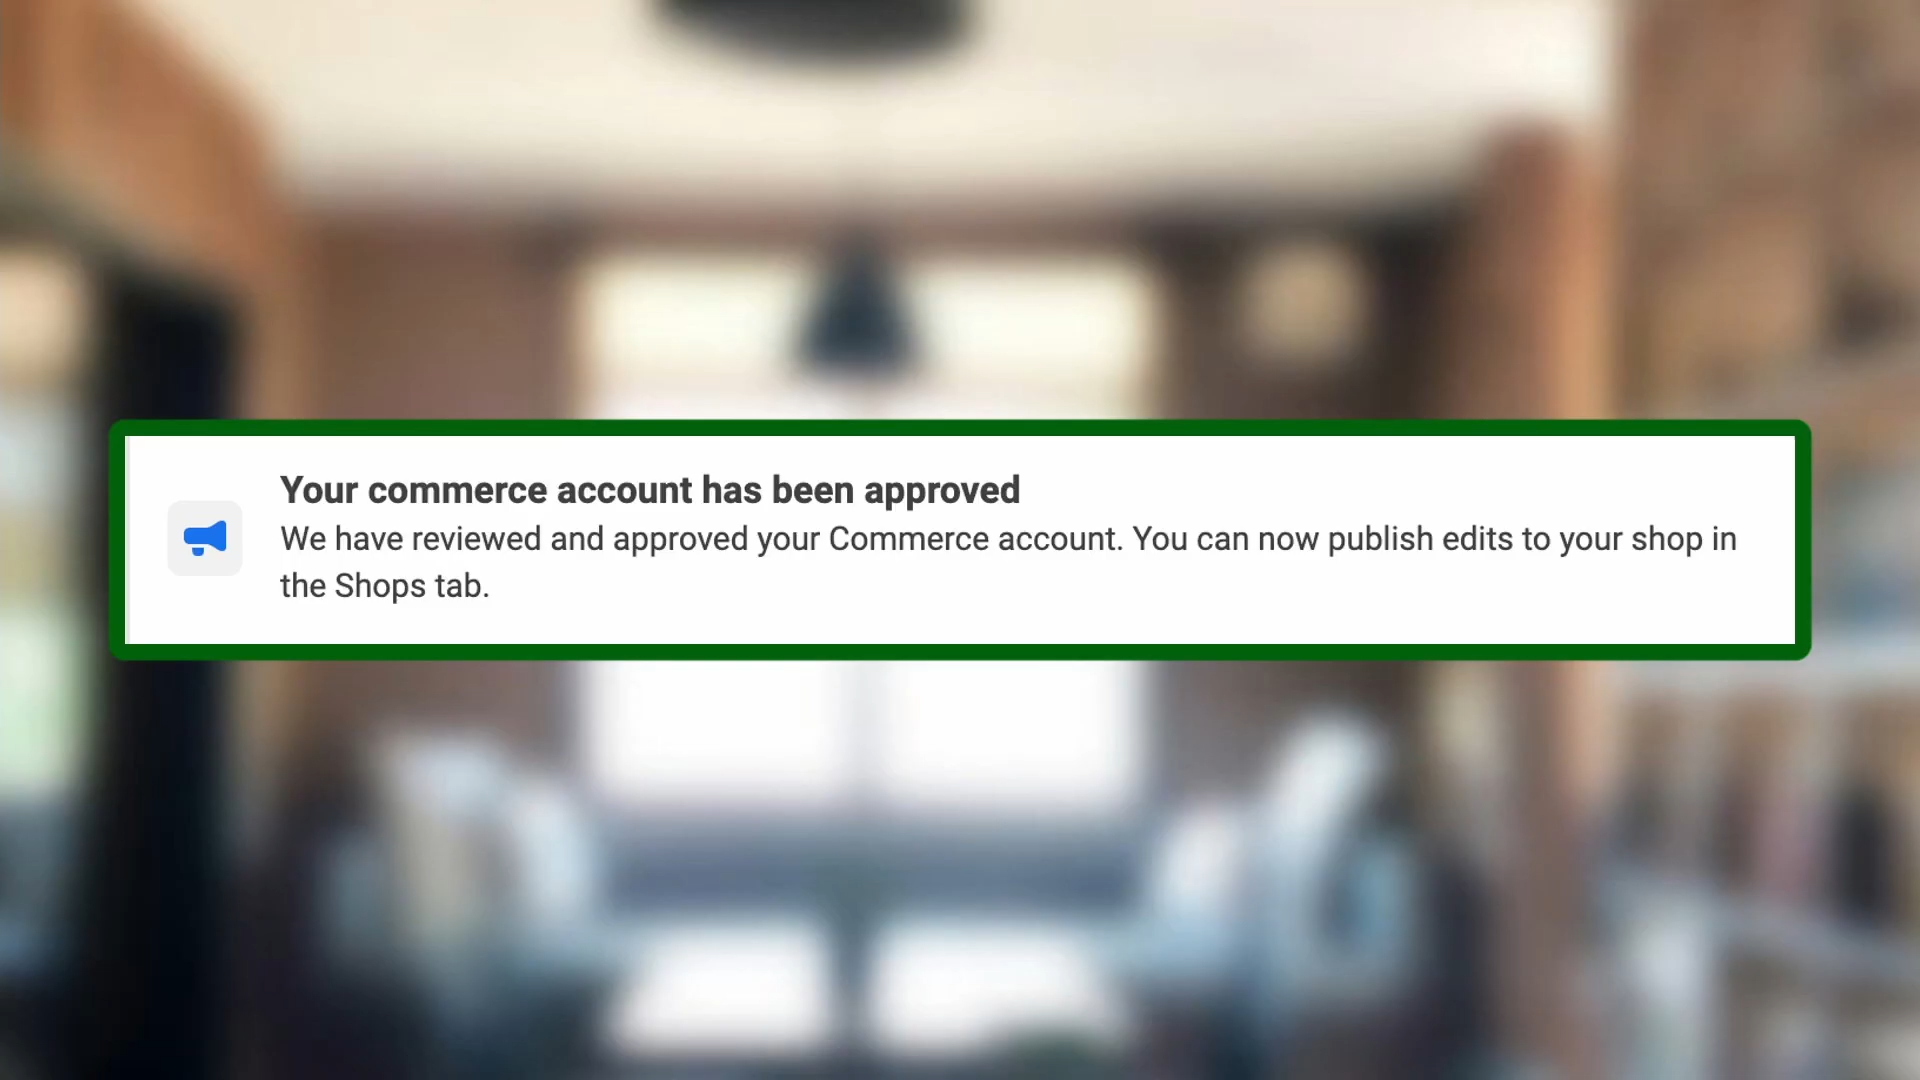 Your commerce account has been approved
We have reviewed and approved your Commerce account. You can now publish edits to your shop in
the Shops tab.